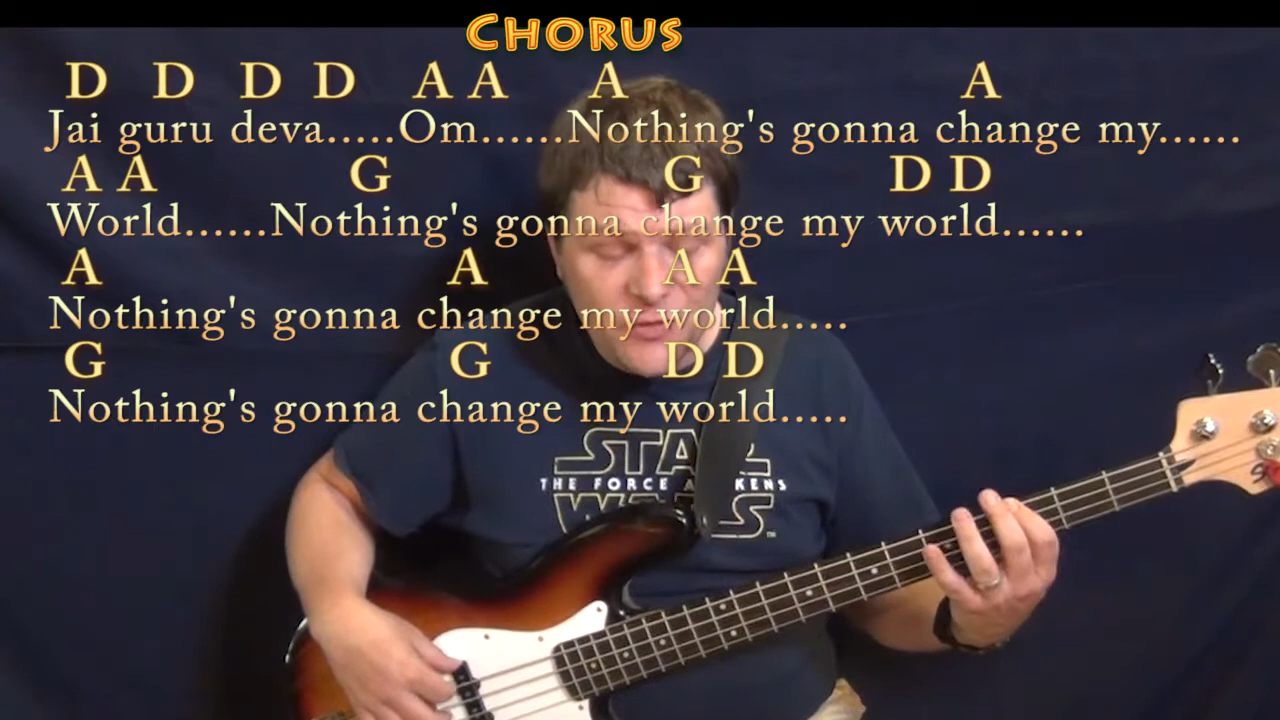 CHORUS
D D D D A A A A
Jai guru deva.....Om......Nothing's gonna change my......
A A G G D D
World......Nothing's gonna change my world......
A A A A
Nothing's gonna change my world.....
G G D D
Nothing's gonna change my world.....
STAR
THE FORCE AWAKENS
WARS